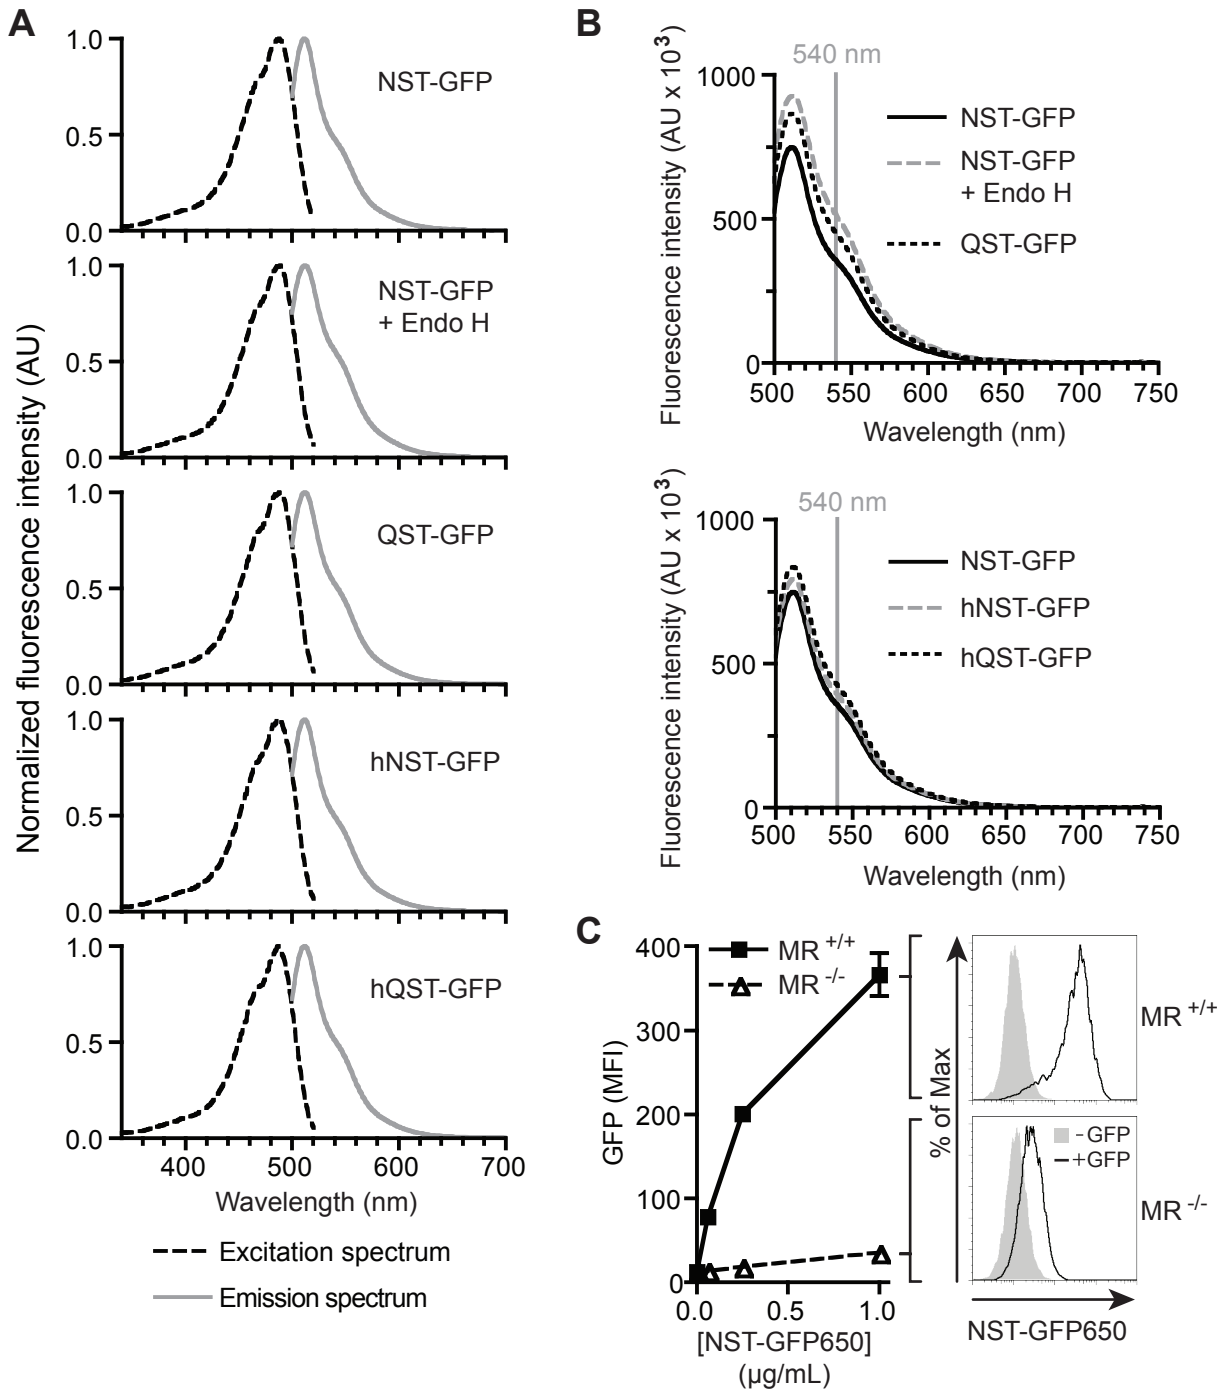 A
Normalized fluorescence intensity (AU)
1.0
0.5
0.0
NST-GFP
1.0
0.5
0.0
NST-GFP
+ Endo H
1.0
0.5
0.0
QST-GFP
1.0
0.5
0.0
hNST-GFP
1.0
0.5
0.0
hQST-GFP
400 500 600 700
Wavelength (nm)
Excitation spectrum
Emission spectrum
B
Fluorescence intensity (AU x 10³)
540 nm
1000
500
0
NST-GFP
NST-GFP
+ Endo H
QST-GFP
500 550 600 650 700 750
Wavelength (nm)
Fluorescence intensity (AU x 10³)
540 nm
1000
500
0
NST-GFP
hNST-GFP
hQST-GFP
500 550 600 650 700 750
Wavelength (nm)
C
GFP (MFI)
400
300
200
100
0
MR +/+
MR -/-
0.0 0.5 1.0
[NST-GFP650]
(µg/mL)
% of Max
MR +/+
-GFP
+GFP
MR -/-
NST-GFP650